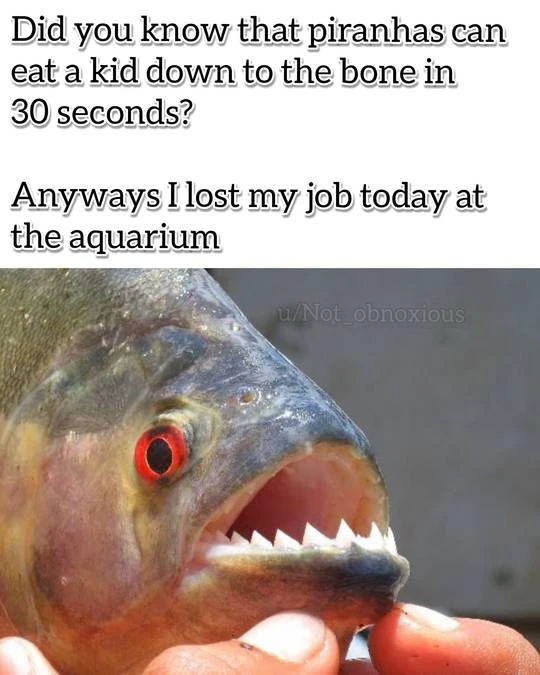 Did you know that piranhas can
eat a kid down to the bone in
30 seconds?
Anyways I lost my job today at
the aquarium
u/Not_obnoxious